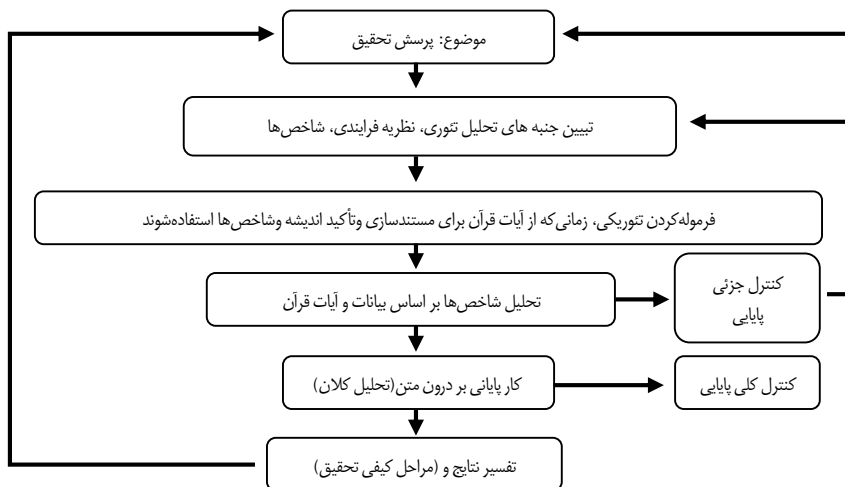 موضوع: پرسش تحقیق
تبیین جنبه های تحلیل تئوری، نظریه فرایندی، شاخص‌ها
فرموله‌کردن تئوریکی، زمانی‌که از آیات قرآن برای مستندسازی وتأکید اندیشه وشاخص‌ها استفاده‌شوند
تحلیل شاخص‌ها بر اساس بیانات و آیات قرآن
کنترل جزئی
پایایی
کار پایانی بر درون متن(تحلیل کلان)
کنترل کلی پایایی
تفسیر نتایج و (مراحل کیفی تحقیق)